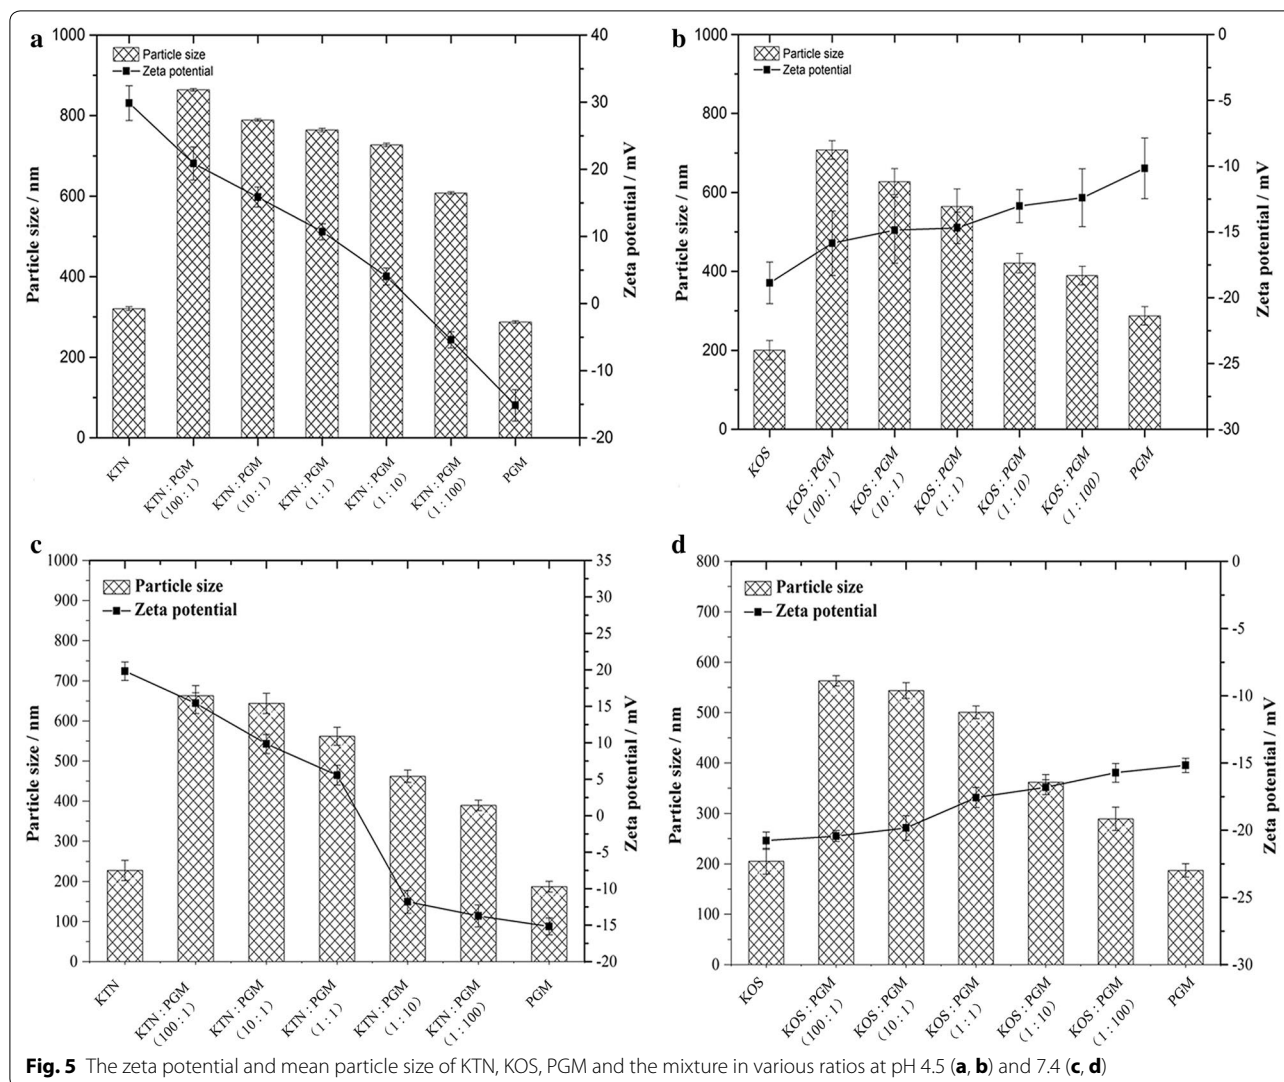 a
Particle size
Zeta potential
1000
800
600
400
200
0
Particle size / nm
40
30
20
10
0
-10
-20
Zeta potential / mV
KTN
KTN:PGM
(100:1)
KTN:PGM
(10:1)
KTN:PGM
(1:1)
KTN:PGM
(1:10)
KTN:PGM
(1:100)
PGM
b
Particle size
Zeta potential
1000
800
600
400
200
0
Particle size / nm
0
-5
-10
-15
-20
-25
-30
Zeta potential / mV
KOS
KOS:PGM
(100:1)
KOS:PGM
(10:1)
KOS:PGM
(1:1)
KOS:PGM
(1:10)
KOS:PGM
(1:100)
PGM
c
Particle size
Zeta potential
1000
900
800
700
600
500
400
300
200
100
0
Particle size / nm
35
30
25
20
15
10
5
0
-5
-10
-15
-20
Zeta potential / mV
KTN
KTN:PGM
(100:1)
KTN:PGM
(10:1)
KTN:PGM
(1:1)
KTN:PGM
(1:10)
KTN:PGM
(1:100)
PGM
d
Particle size
Zeta potential
800
700
600
500
400
300
200
100
0
Particle size / nm
0
-5
-10
-15
-20
-25
-30
Zeta potential / mV
KOS
KOS:PGM
(100:1)
KOS:PGM
(10:1)
KOS:PGM
(1:1)
KOS:PGM
(1:10)
KOS:PGM
(1:100)
PGM
Fig. 5 The zeta potential and mean particle size of KTN, KOS, PGM and the mixture in various ratios at pH 4.5 (a, b) and 7.4 (c, d)